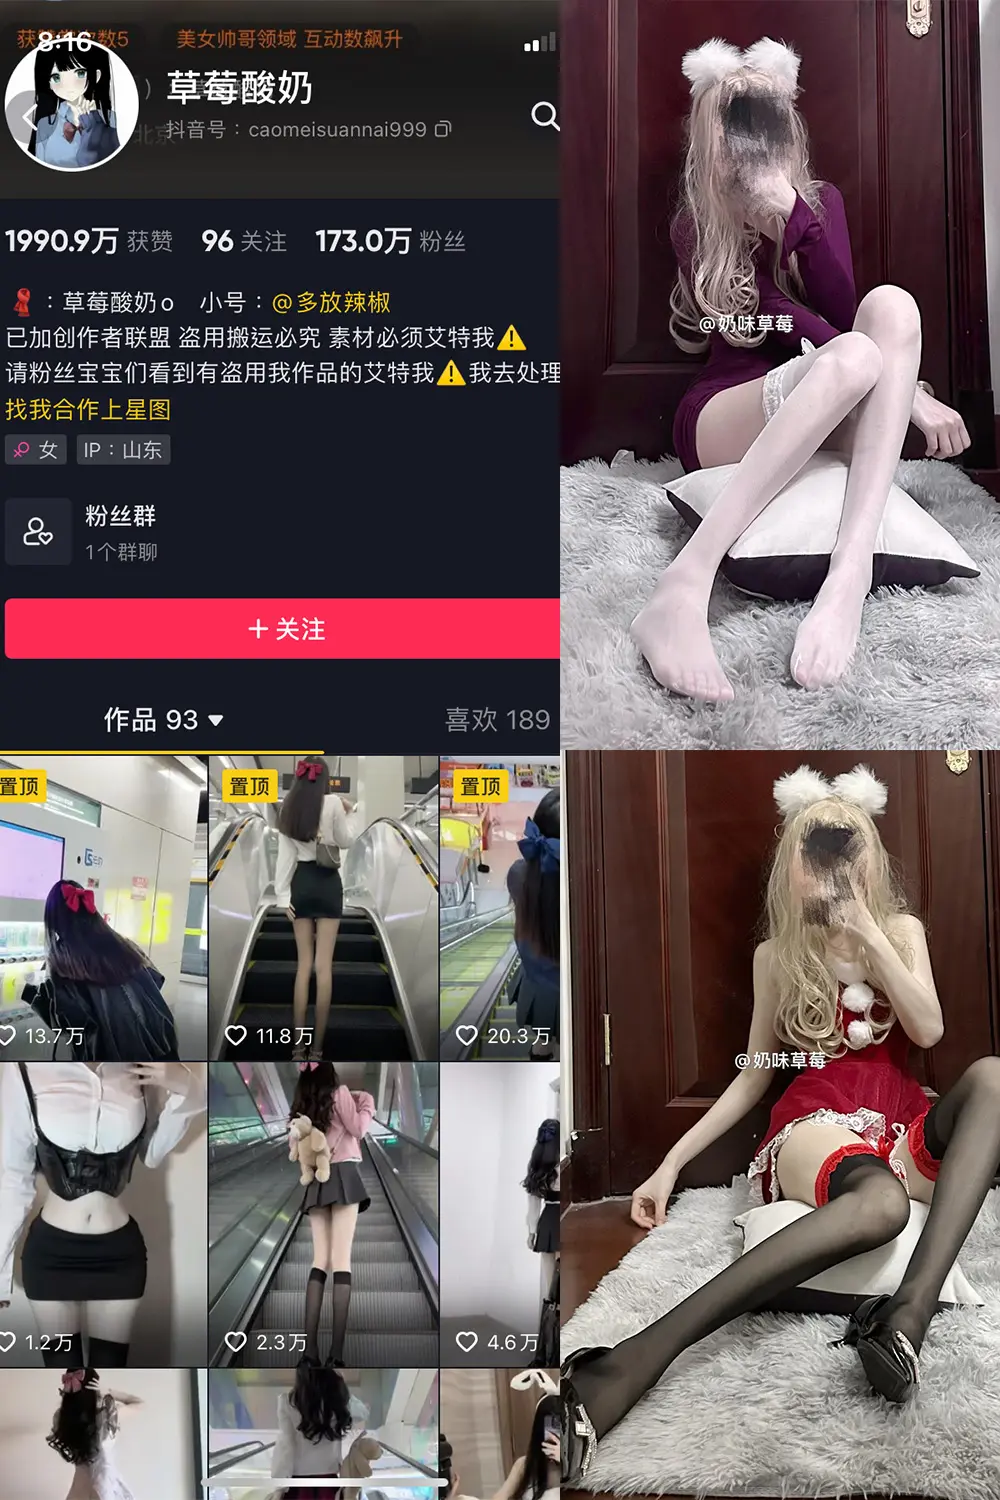 8:16
美女帅哥领域 互动数飙升
草莓酸奶
抖音号：caomeisuannai999
1990.9万 获赞 96 关注 173.0万 粉丝
：草莓酸奶o 小号：@多放辣椒
已加创作者联盟 盗用搬运必究 素材必须艾特我⚠️
请粉丝宝宝们看到有盗用我作品的艾特我⚠️我去处理
找我合作上星图
女 IP：山东
粉丝群
1个群聊
+ 关注
作品 93 喜欢 189
置顶 置顶 置顶
13.7万 11.8万 20.3万
1.2万 2.3万 4.6万
@奶味草莓
@奶味草莓